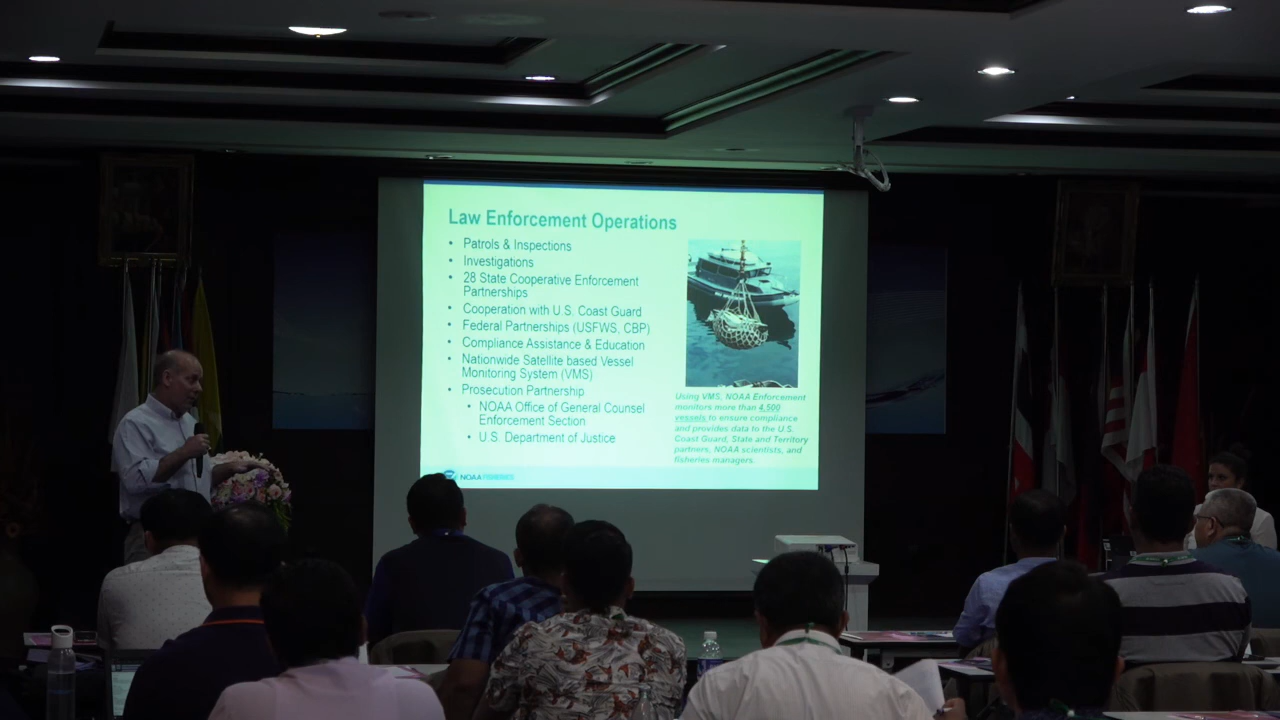 Law Enforcement Operations
• Patrols & Inspections
• Investigations
• 28 State Cooperative Enforcement
Partnerships
• Cooperation with U.S. Coast Guard
• Federal Partnerships (USFWS, CBP)
• Compliance Assistance & Education
• Nationwide Satellite based Vessel
Monitoring System (VMS)
• Prosecution Partnership
• NOAA Office of General Counsel
Enforcement Section
• U.S. Department of Justice
Using VMS, NOAA Enforcement
monitors more than 4,500
vessels to ensure compliance
and provides data to the U.S.
Coast Guard, State and Territory
partners, NOAA scientists, and
fisheries managers.
NOAA FISHERIES